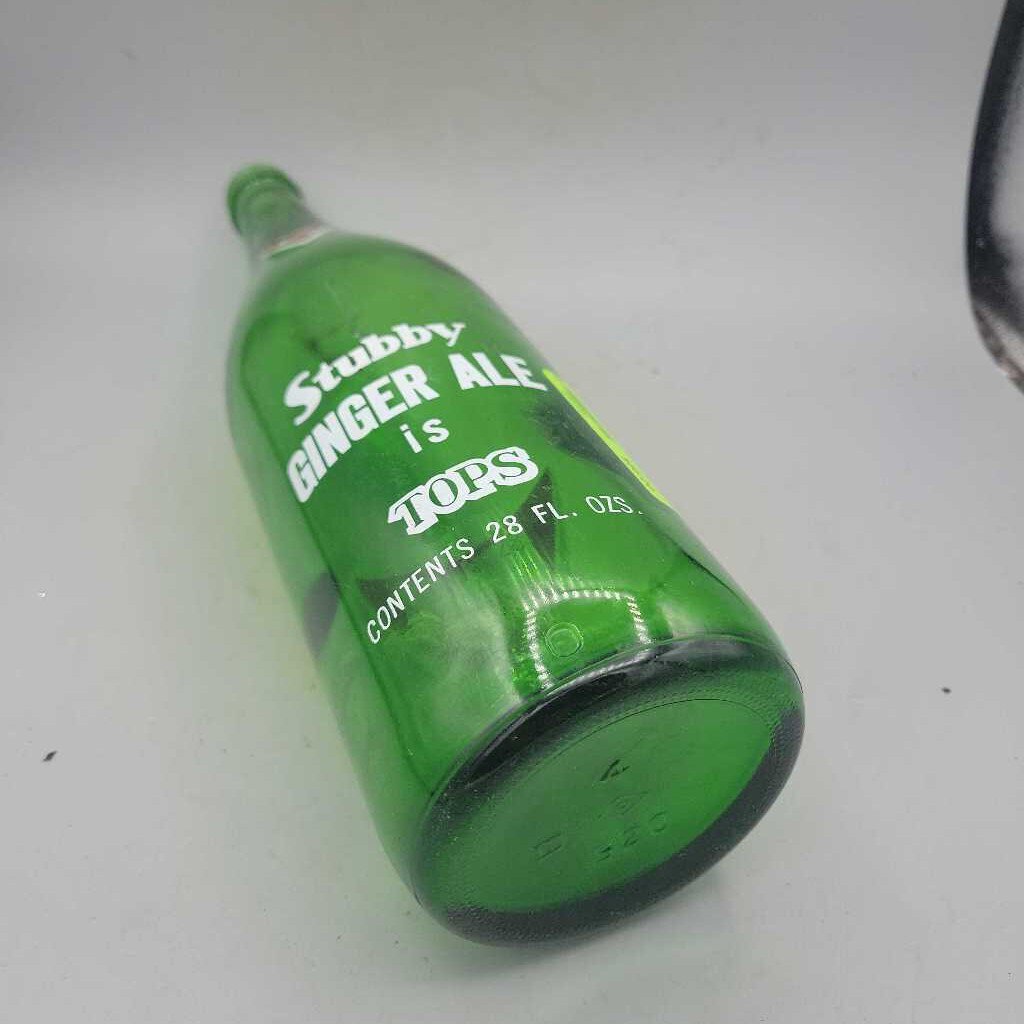 Stubby
GINGER ALE
is
TOPS
CONTENTS 28 FL. OZS.